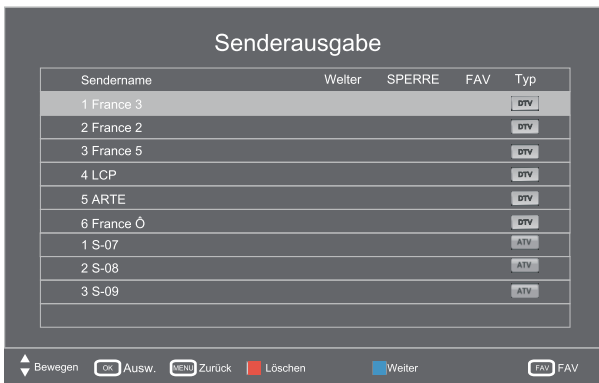 Senderausgabe
Sendername Welter SPERRE FAV Typ
1 France 3 DTV
2 France 2 DTV
3 France 5 DTV
4 LCP DTV
5 ARTE DTV
6 France Ô DTV
1 S-07 ATV
2 S-08 ATV
3 S-09 ATV
Bewegen OK Ausw. MENU Zurück Löschen Weiter FAV FAV